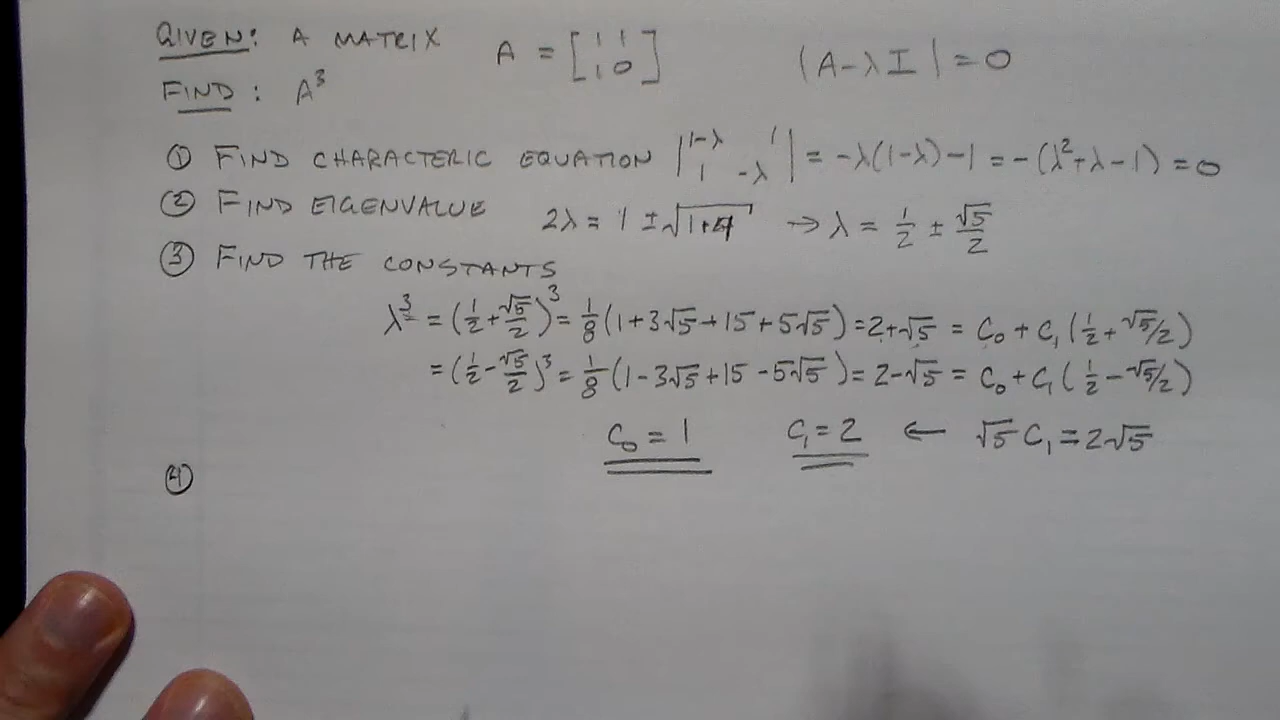 GIVEN: A MATRIX A = [1 1; 1 0] |A-λI| = 0
FIND: A³
① FIND CHARACTERIC EQUATION |1-λ 1; 1 -λ| = -λ(1-λ)-1 = -(λ²+λ-1) = 0
② FIND EIGENVALUE 2λ = 1 ± √(1+4) → λ = 1/2 ± √5/2
③ FIND THE CONSTANTS
λ³ = (1/2 + √5/2)³ = 1/8 (1+3√5+15+5√5) = 2+√5 = C₀ + C₁ (1/2 + √5/2)
= (1/2 - √5/2)³ = 1/8 (1-3√5+15-5√5) = 2-√5 = C₀ + C₁ (1/2 - √5/2)
C₀ = 1 C₁ = 2 ← √5 C₁ = 2√5
④